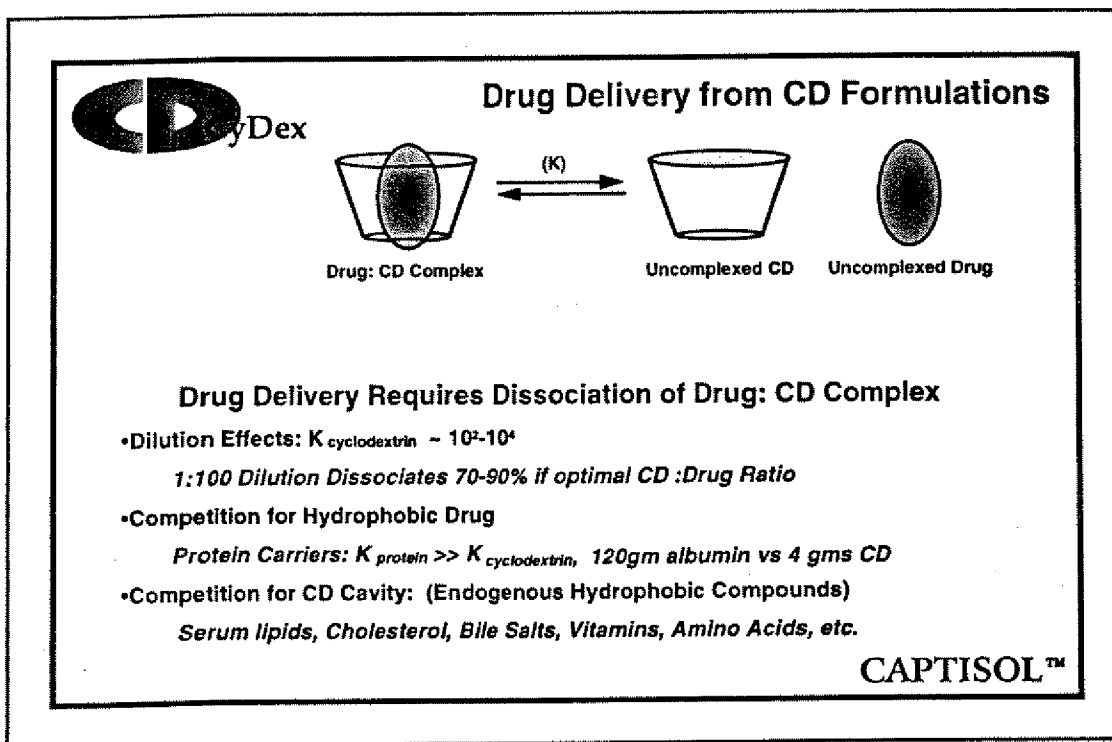 CD
yDex
Drug Delivery from CD Formulations
(K)
Drug: CD Complex
Uncomplexed CD
Uncomplexed Drug
Drug Delivery Requires Dissociation of Drug: CD Complex
•Dilution Effects: K cyclodextrin ~ 10²-10⁴
1:100 Dilution Dissociates 70-90% if optimal CD :Drug Ratio
•Competition for Hydrophobic Drug
Protein Carriers: K protein >> K cyclodextrin, 120gm albumin vs 4 gms CD
•Competition for CD Cavity: (Endogenous Hydrophobic Compounds)
Serum lipids, Cholesterol, Bile Salts, Vitamins, Amino Acids, etc.
CAPTISOL™